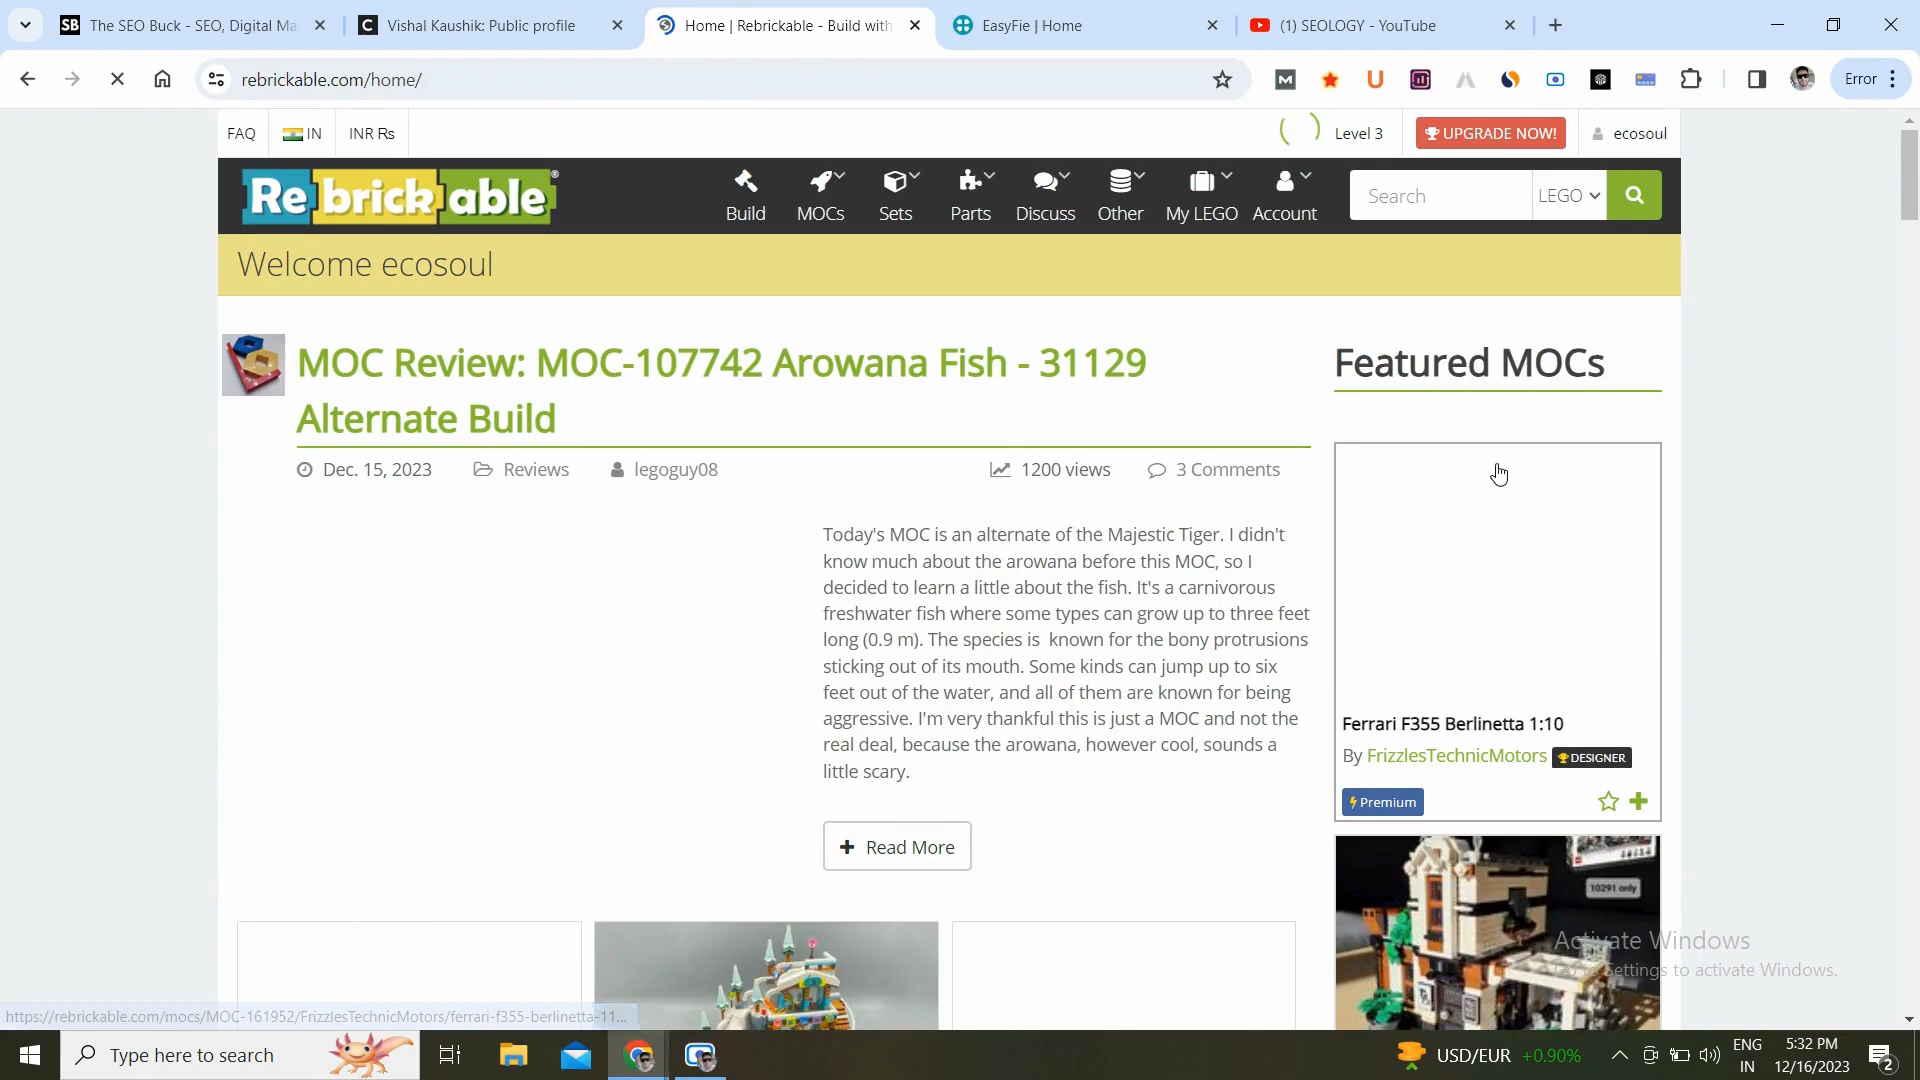 The SEO Buck - SEO, Digital Ma
Vishal Kaushik: Public profile
Home | Rebrickable - Build with
EasyFie | Home
(1) SEOLOGY - YouTube
rebrickable.com/home/
Error
FAQ
IN
INR Rs
Level 3
UPGRADE NOW!
ecosoul
Rebrickable®
Build
MOCs
Sets
Parts
Discuss
Other
My LEGO
Account
Search
LEGO
Welcome ecosoul
MOC Review: MOC-107742 Arowana Fish - 31129
Alternate Build
Dec. 15, 2023
Reviews
legoguy08
1200 views
3 Comments
Today's MOC is an alternate of the Majestic Tiger. I didn't
know much about the arowana before this MOC, so I
decided to learn a little about the fish. It's a carnivorous
freshwater fish where some types can grow up to three feet
long (0.9 m). The species is known for the bony protrusions
sticking out of its mouth. Some kinds can jump up to six
feet out of the water, and all of them are known for being
aggressive. I'm very thankful this is just a MOC and not the
real deal, because the arowana, however cool, sounds a
little scary.
Read More
Featured MOCs
Ferrari F355 Berlinetta 1:10
By FrizzlesTechnicMotors DESIGNER
Premium
10291 only
Activate Windows
Go to Settings to activate Windows.
https://rebrickable.com/mocs/MOC-161952/FrizzlesTechnicMotors/ferrari-f355-berlinetta-11...
Type here to search
USD/EUR +0.90%
ENG
IN
5:32 PM
12/16/2023
2